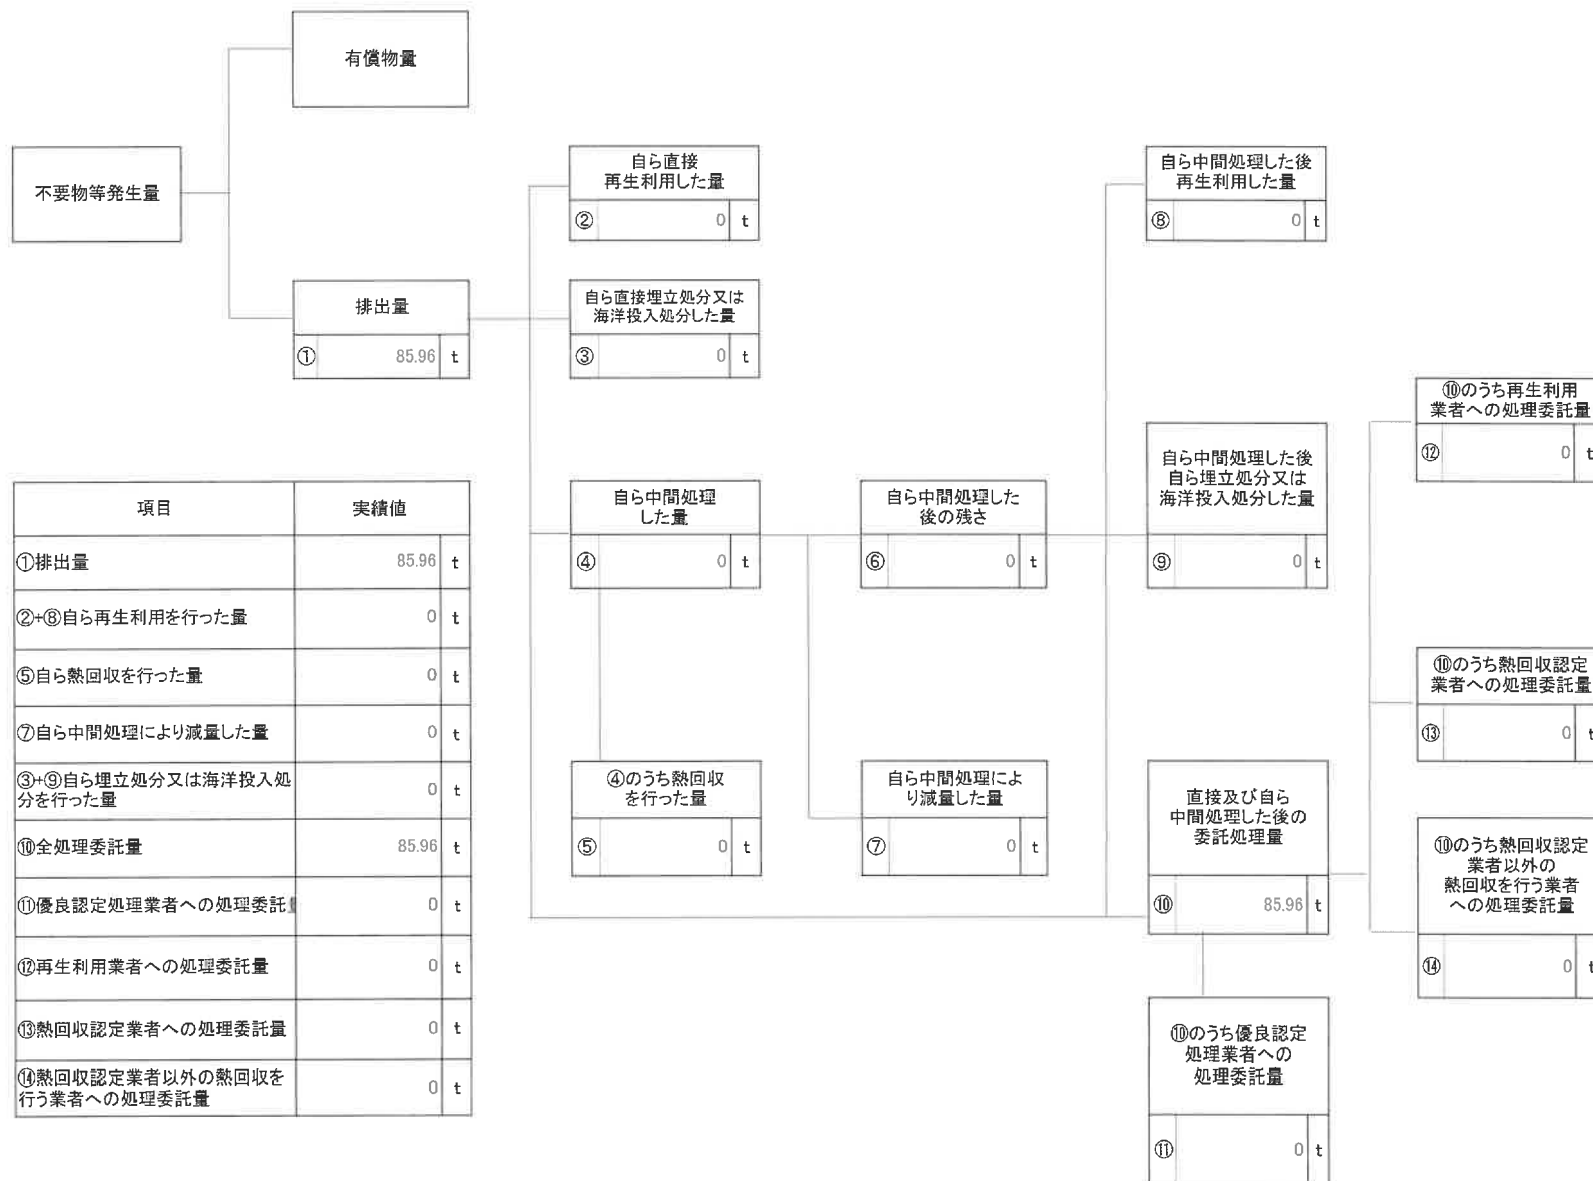 有償物量
不要物等発生量
排出量
① 85.96 t
自ら直接
再生利用した量
② 0 t
自ら直接埋立処分又は
海洋投入処分した量
③ 0 t
自ら中間処理
した量
④ 0 t
④のうち熱回収
を行った量
⑤ 0 t
自ら中間処理した
後の残さ
⑥ 0 t
自ら中間処理によ
り減量した量
⑦ 0 t
自ら中間処理した後
再生利用した量
⑧ 0 t
自ら中間処理した後
自ら埋立処分又は
海洋投入処分した量
⑨ 0 t
直接及び自ら
中間処理した後の
委託処理量
⑩ 85.96 t
⑩のうち優良認定
処理業者への
処理委託量
⑪ 0 t
⑩のうち再生利用
業者への処理委託量
⑫ 0 t
⑩のうち熱回収認定
業者への処理委託量
⑬ 0 t
⑩のうち熱回収認定
業者以外の
熱回収を行う業者
への処理委託量
⑭ 0 t
項目 実績値
①排出量 85.96 t
②+⑧自ら再生利用を行った量 0 t
⑤自ら熱回収を行った量 0 t
⑦自ら中間処理により減量した量 0 t
③+⑨自ら埋立処分又は海洋投入処
分を行った量 0 t
⑩全処理委託量 85.96 t
⑪優良認定処理業者への処理委託 0 t
⑫再生利用業者への処理委託量 0 t
⑬熱回収認定業者への処理委託量 0 t
⑭熱回収認定業者以外の熱回収を
行う業者への処理委託量 0 t